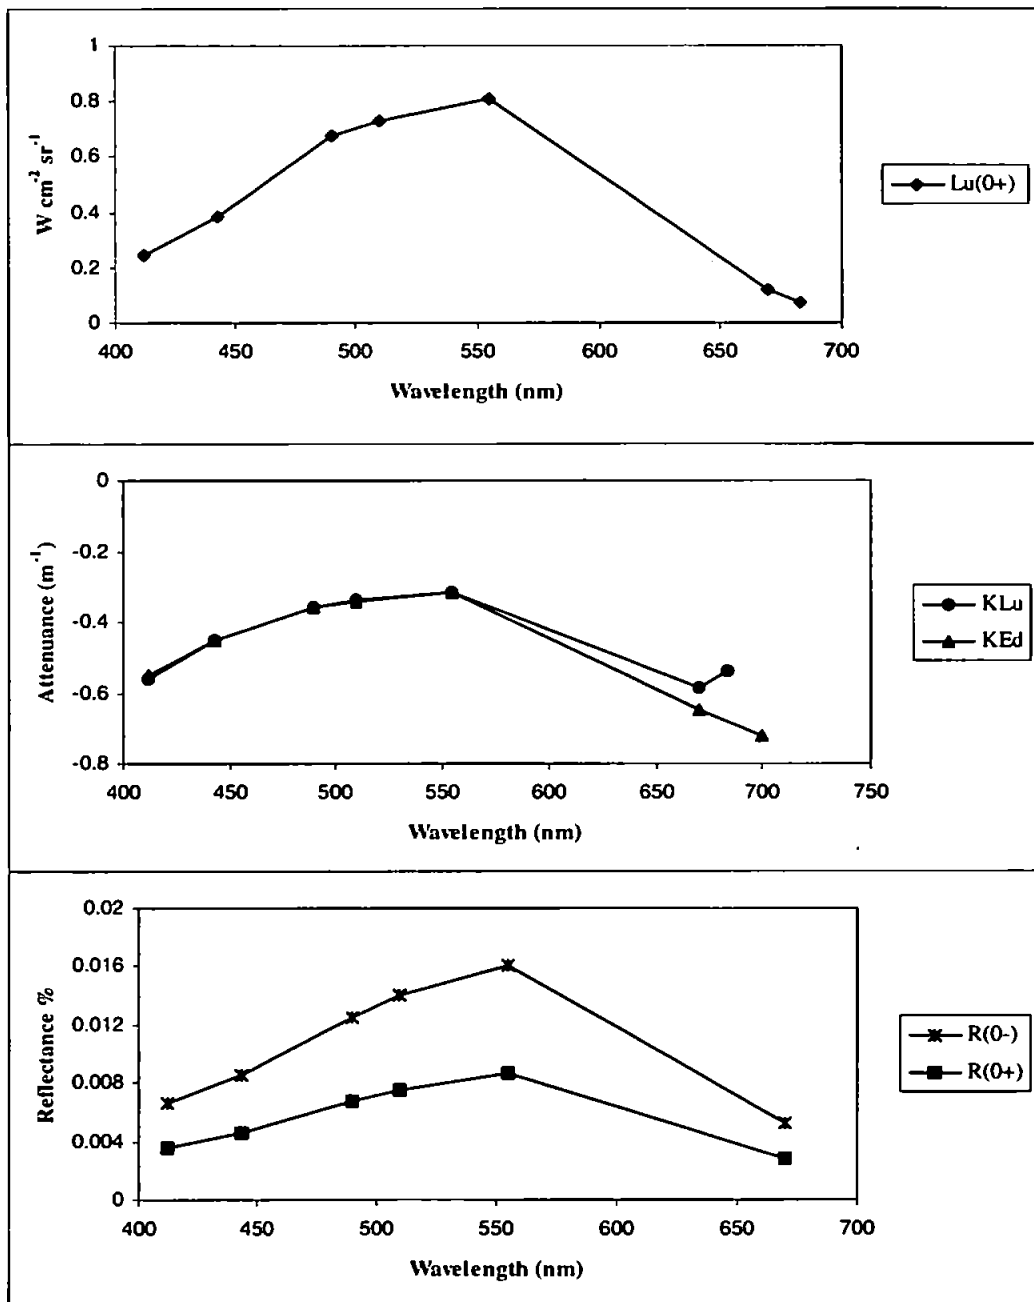 1
0.8
0.6
0.4
0.2
0
W cm-2 sr-1
400 450 500 550 600 650 700
Wavelength (nm)
Lu(0+)
0
-0.2
-0.4
-0.6
-0.8
Attenuance (m-1)
400 450 500 550 600 650 700 750
Wavelength (nm)
KLu
KEd
0.02
0.016
0.012
0.008
0.004
0
Reflectance %
400 450 500 550 600 650 700
Wavelength (nm)
R(0-)
R(0+)